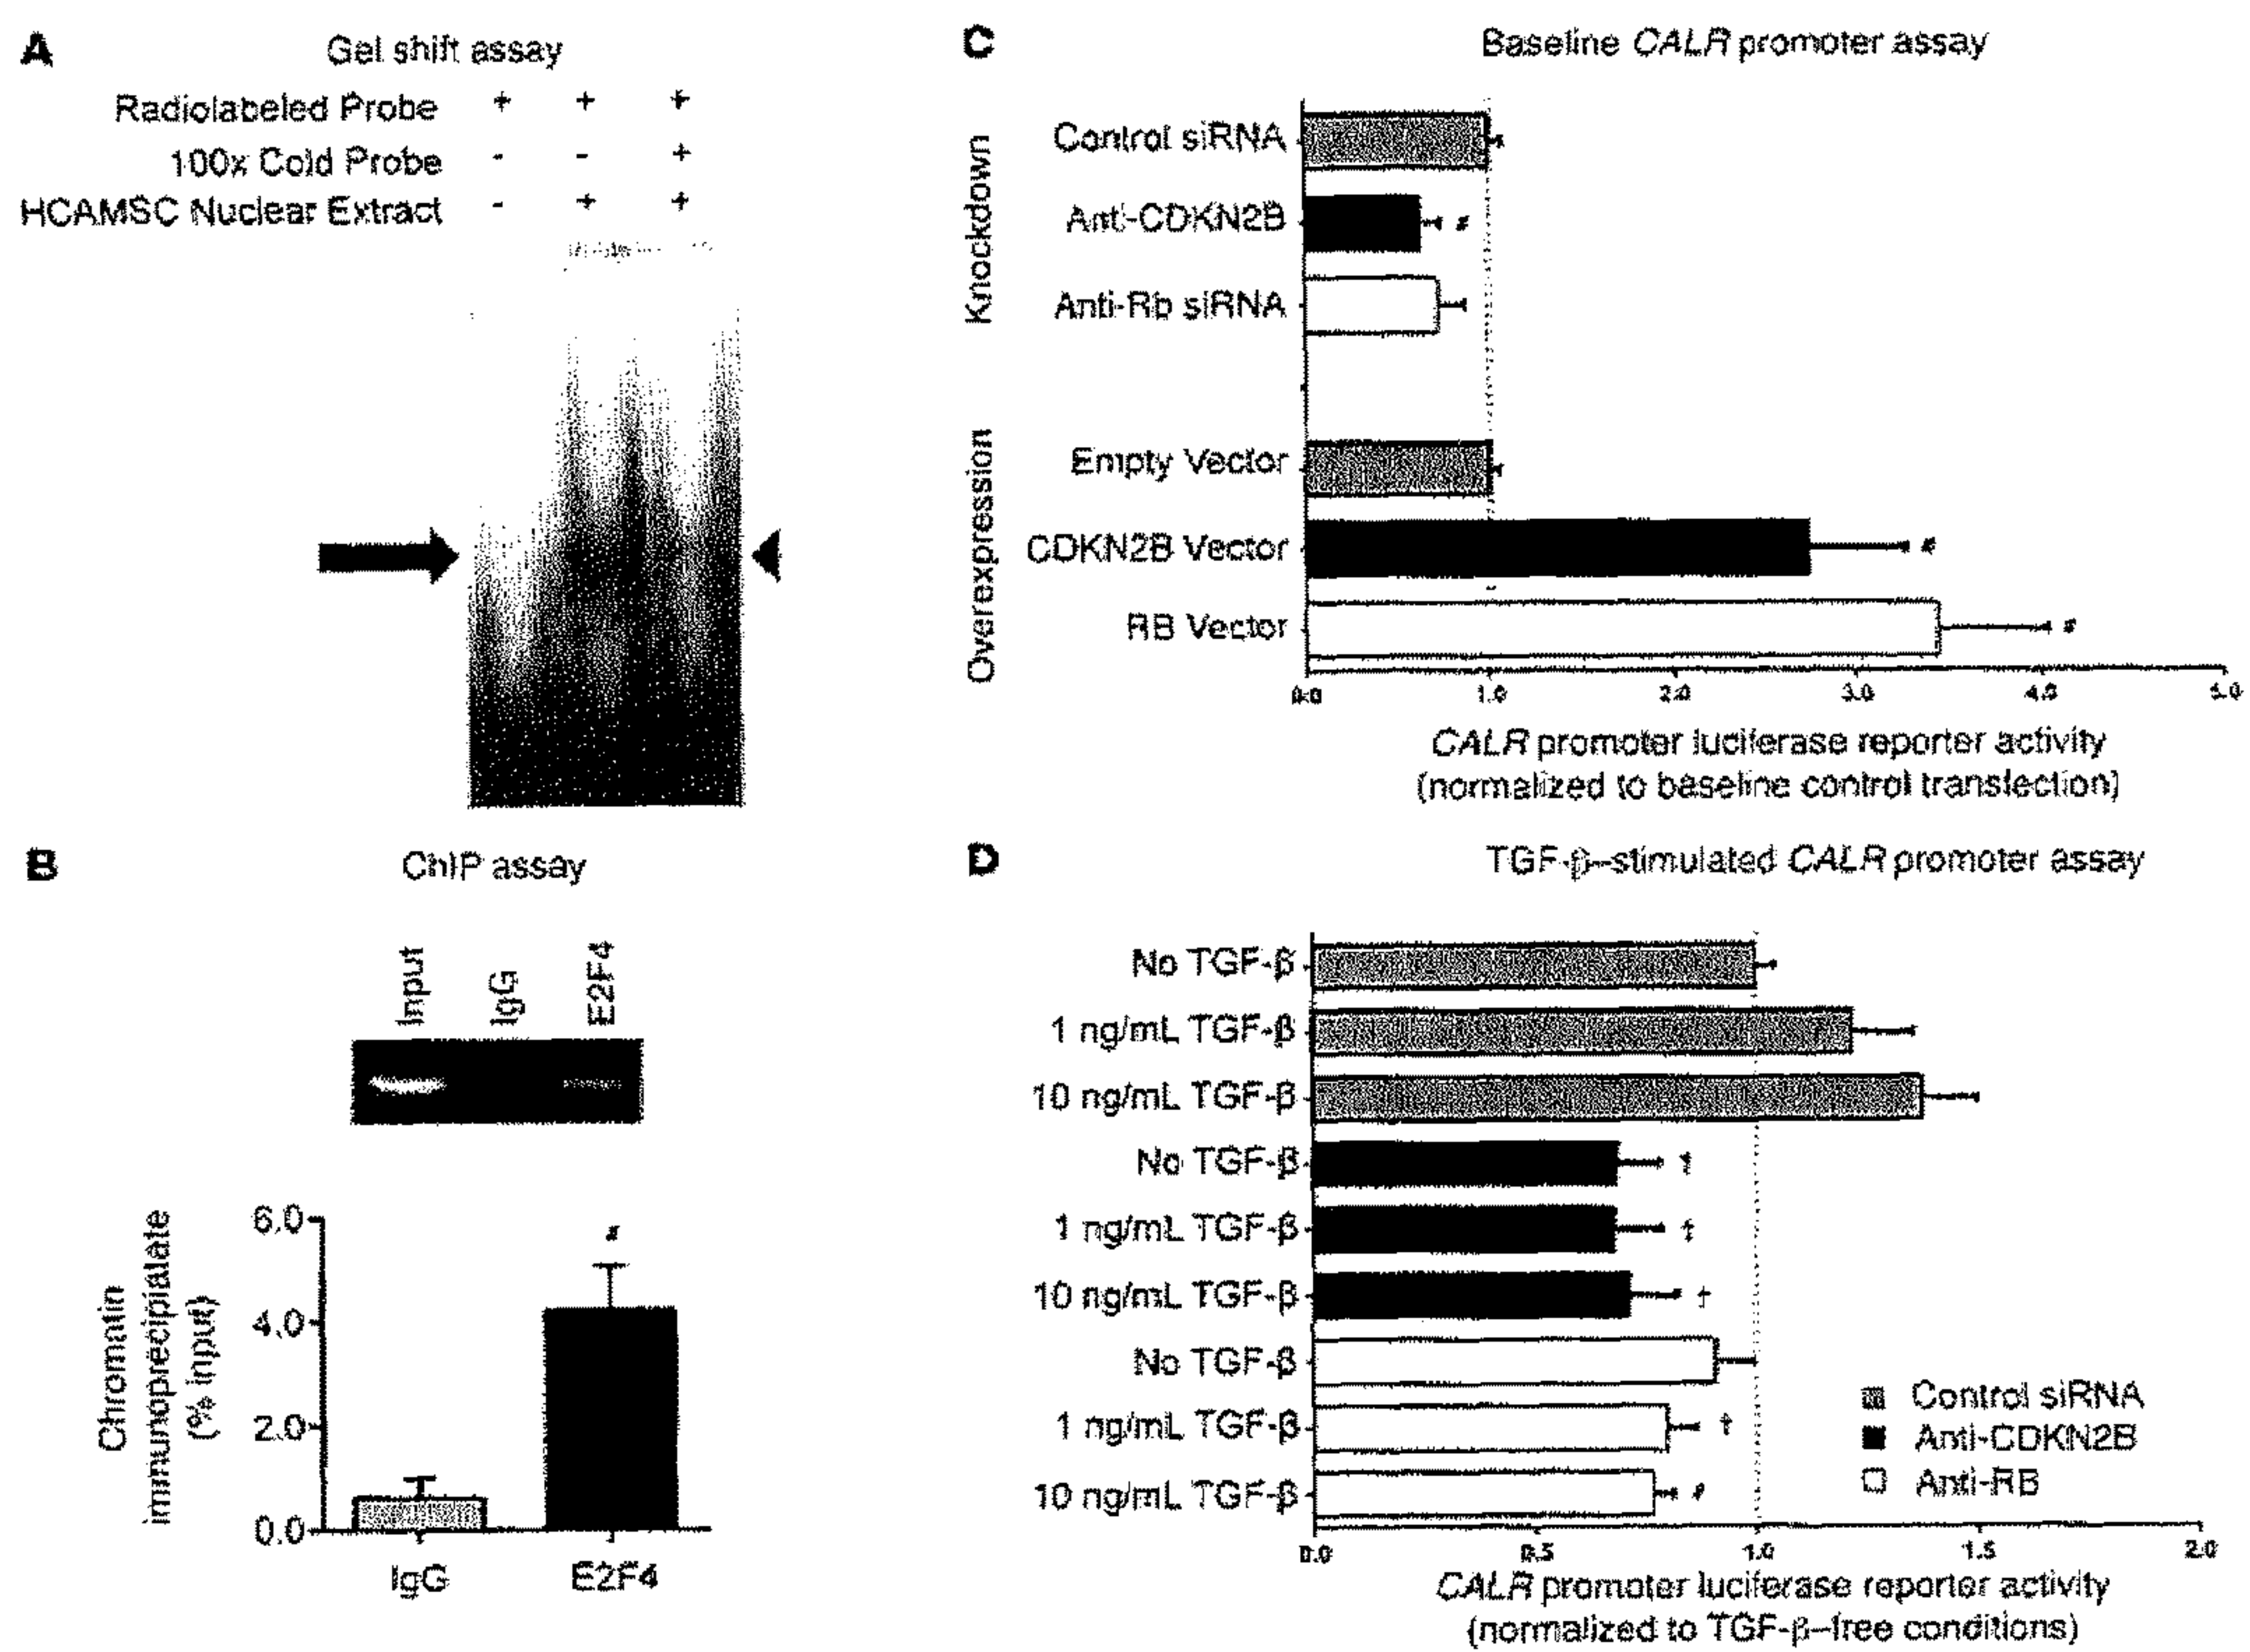 A
Gel shift assay
Radiolabeled Probe + + +
100x Cold Probe - - +
HCAMSC Nuclear Extract - + +
B
ChIP assay
Input
IgG
E2F4
Chromatin
immunoprecipiate
(% input)
6.0
4.0
2.0
0.0
*
IgG
E2F4
C
Baseline CALR promoter assay
Knockdown
Control siRNA
Anti-CDKN2B *
Anti-Rb siRNA
Overexpression
Empty Vector
CDKN2B Vector *
RB Vector *
0.0 1.0 2.0 3.0 4.0 5.0
CALR promoter luciferase reporter activity
(normalized to baseline control transfection)
D
TGF-β–stimulated CALR promoter assay
No TGF-β
1 ng/mL TGF-β
10 ng/mL TGF-β
No TGF-β †
1 ng/mL TGF-β †
10 ng/mL TGF-β †
No TGF-β
1 ng/mL TGF-β †
10 ng/mL TGF-β
Control siRNA
Anti-CDKN2B
Anti-RB
0.0 0.5 1.0 1.5 2.0
CALR promoter luciferase reporter activity
(normalized to TGF-β–free conditions)